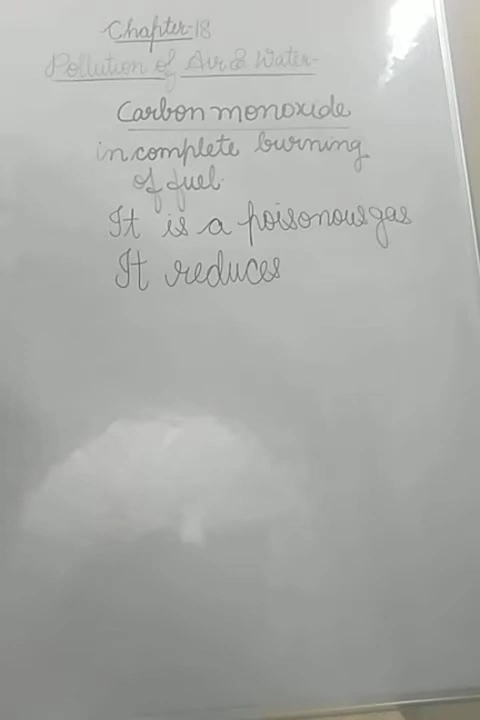 Chapter-18
Pollution of Air & Water-
Carbon monoxide
incomplete burning
of fuel.
It is a poisonous gas
It reduces